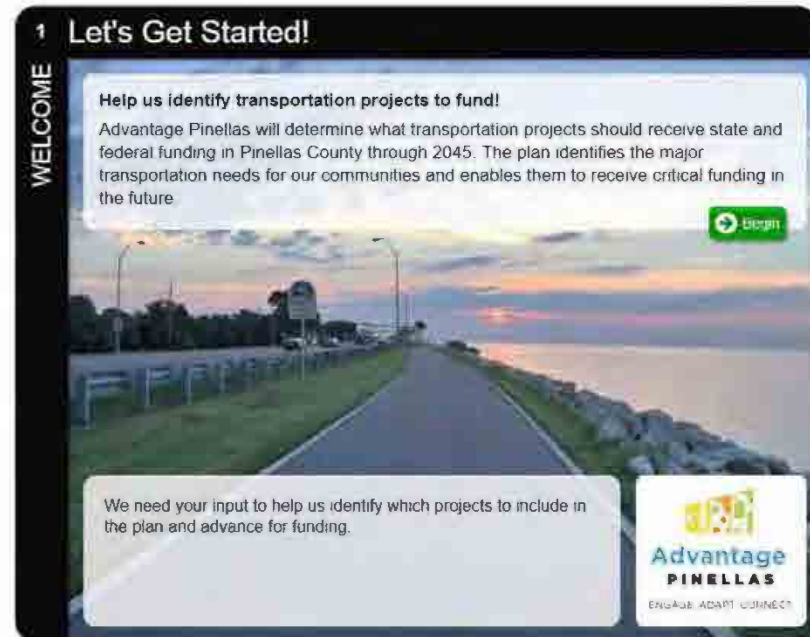 1 Let's Get Started!
WELCOME
Help us identify transportation projects to fund!
Advantage Pinellas will determine what transportation projects should receive state and
federal funding in Pinellas County through 2045. The plan identifies the major
transportation needs for our communities and enables them to receive critical funding in
the future
Begin
We need your input to help us identify which projects to include in
the plan and advance for funding.
Advantage
PINELLAS
ENGAGE ADAPT CONNECT